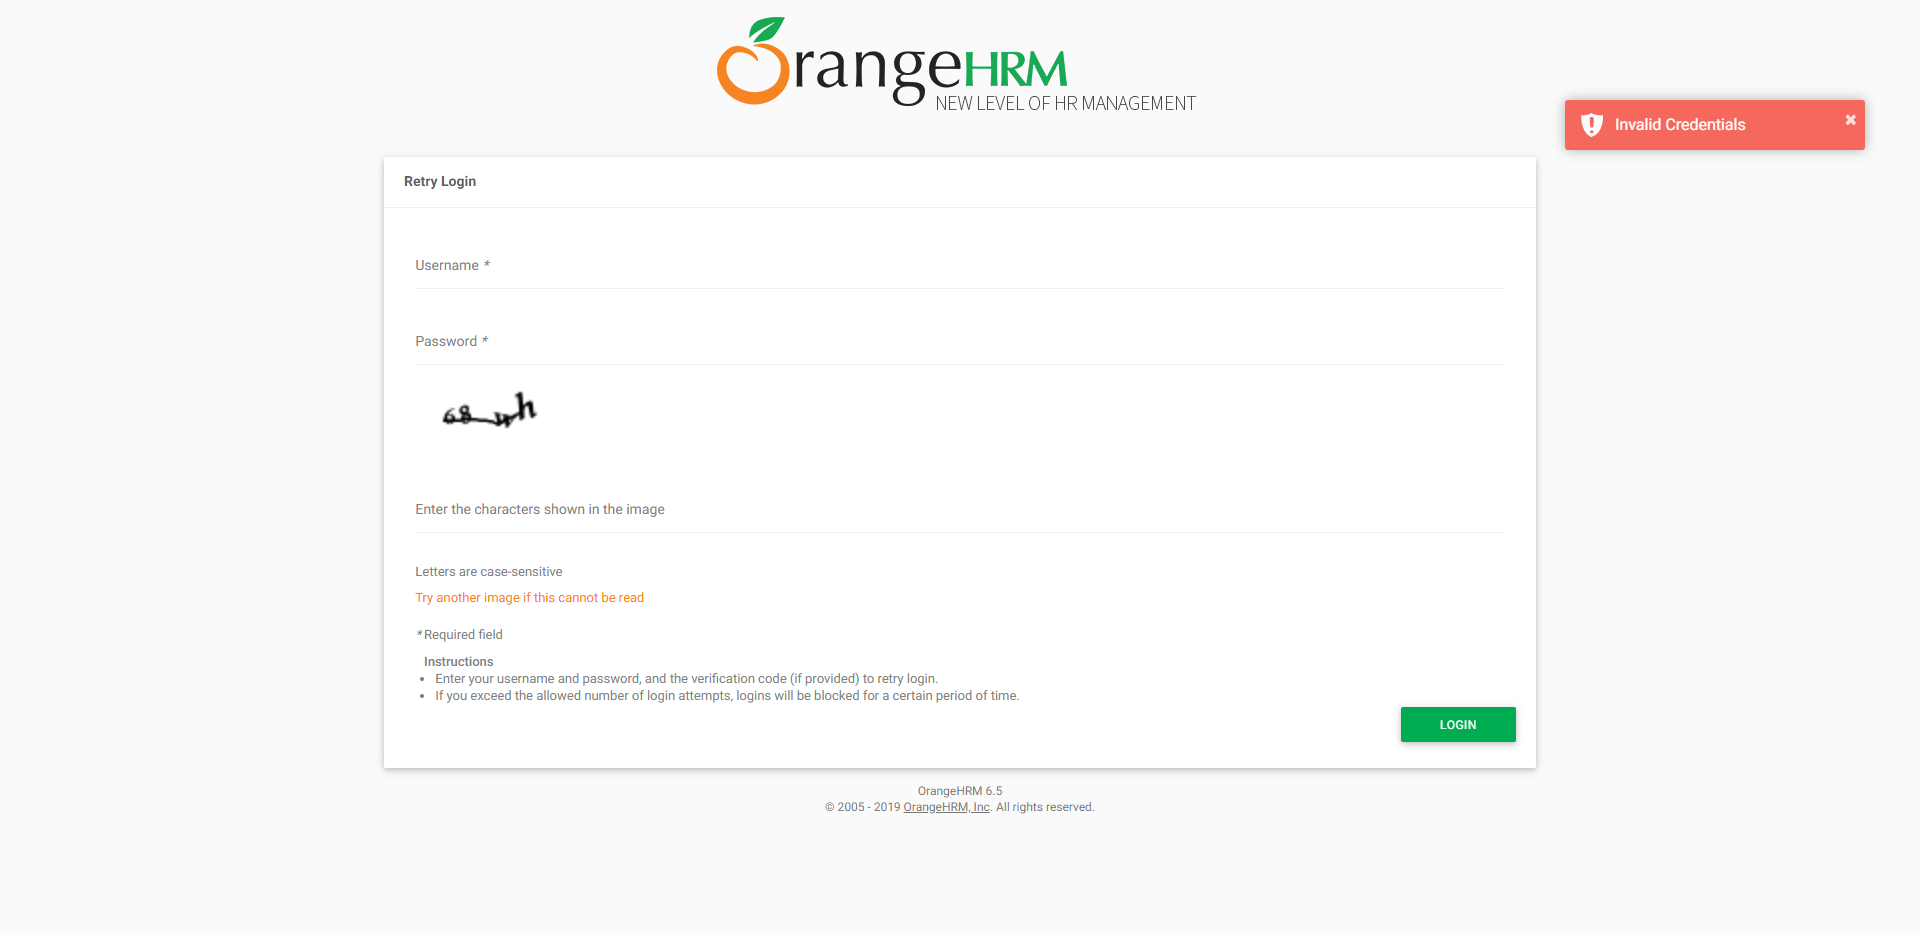 OrangeHRM
NEW LEVEL OF HR MANAGEMENT
Invalid Credentials
Retry Login
Username *
Password *
Enter the characters shown in the image
Letters are case-sensitive
Try another image if this cannot be read
* Required field
Instructions
• Enter your username and password, and the verification code (if provided) to retry login.
• If you exceed the allowed number of login attempts, logins will be blocked for a certain period of time.
LOGIN
OrangeHRM 6.5
© 2005 - 2019 OrangeHRM, Inc. All rights reserved.